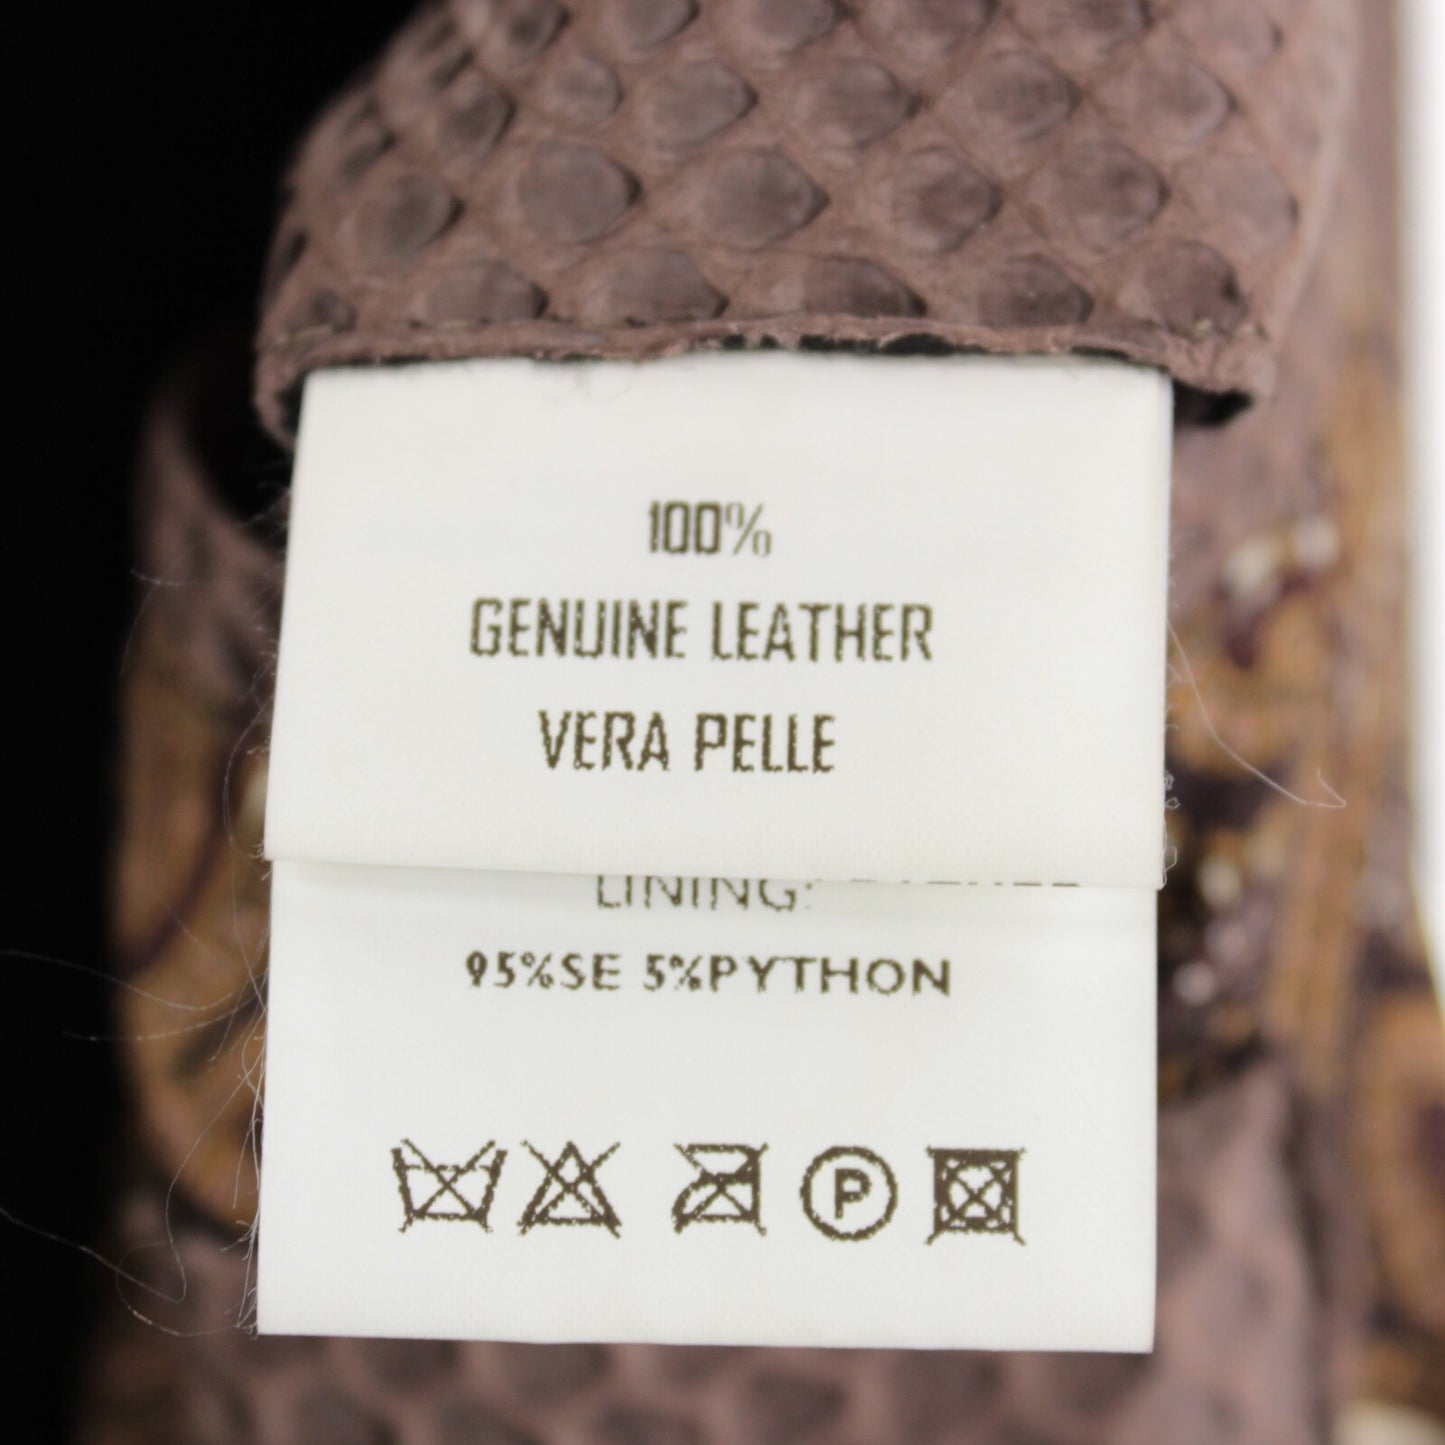 100%
GENUINE LEATHER
VERA PELLE
LINING:
95%SE 5%PYTHON
P